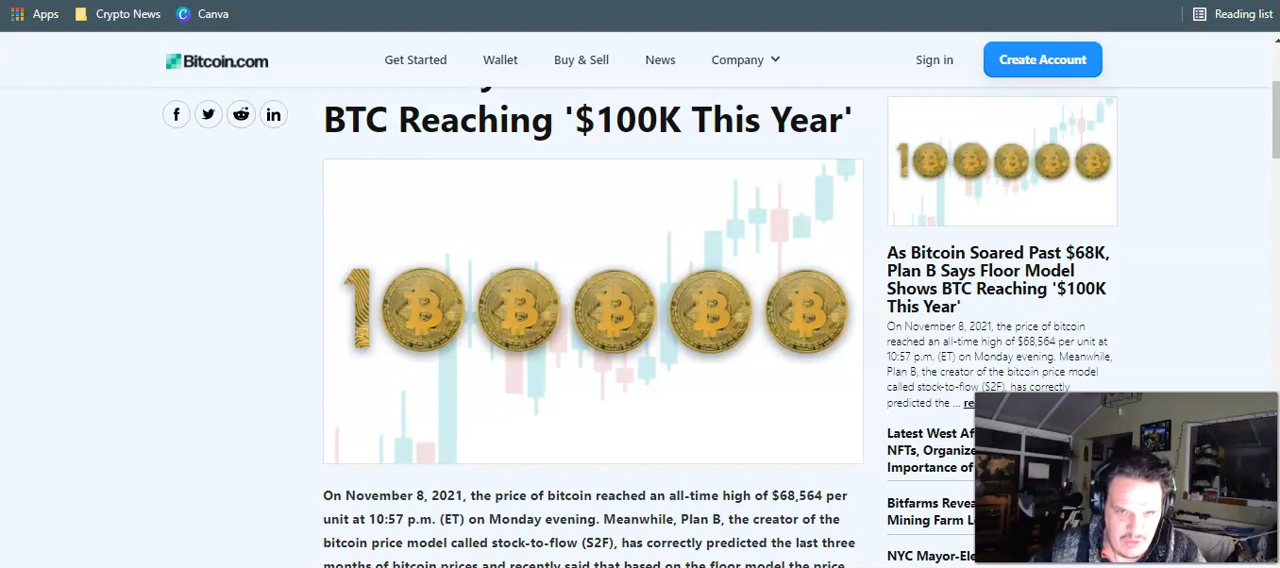 Apps Crypto News Canva Reading list
Bitcoin.com Get Started Wallet Buy & Sell News Company Sign in Create Account
BTC Reaching '$100K This Year'
On November 8, 2021, the price of bitcoin reached an all-time high of $68,564 per
unit at 10:57 p.m. (ET) on Monday evening. Meanwhile, Plan B, the creator of the
bitcoin price model called stock-to-flow (S2F), has correctly predicted the last three
months of bitcoin prices and recently said that based on the floor model the price
As Bitcoin Soared Past $68K,
Plan B Says Floor Model
Shows BTC Reaching '$100K
This Year'
On November 8, 2021, the price of bitcoin
reached an all-time high of $68,564 per unit at
10:57 p.m. (ET) on Monday evening. Meanwhile,
Plan B, the creator of the bitcoin price model
called stock-to-flow (S2F), has correctly
predicted the ...
Latest West
NFTs,
Importance of
Bitfarms
Mining Farm
NYC